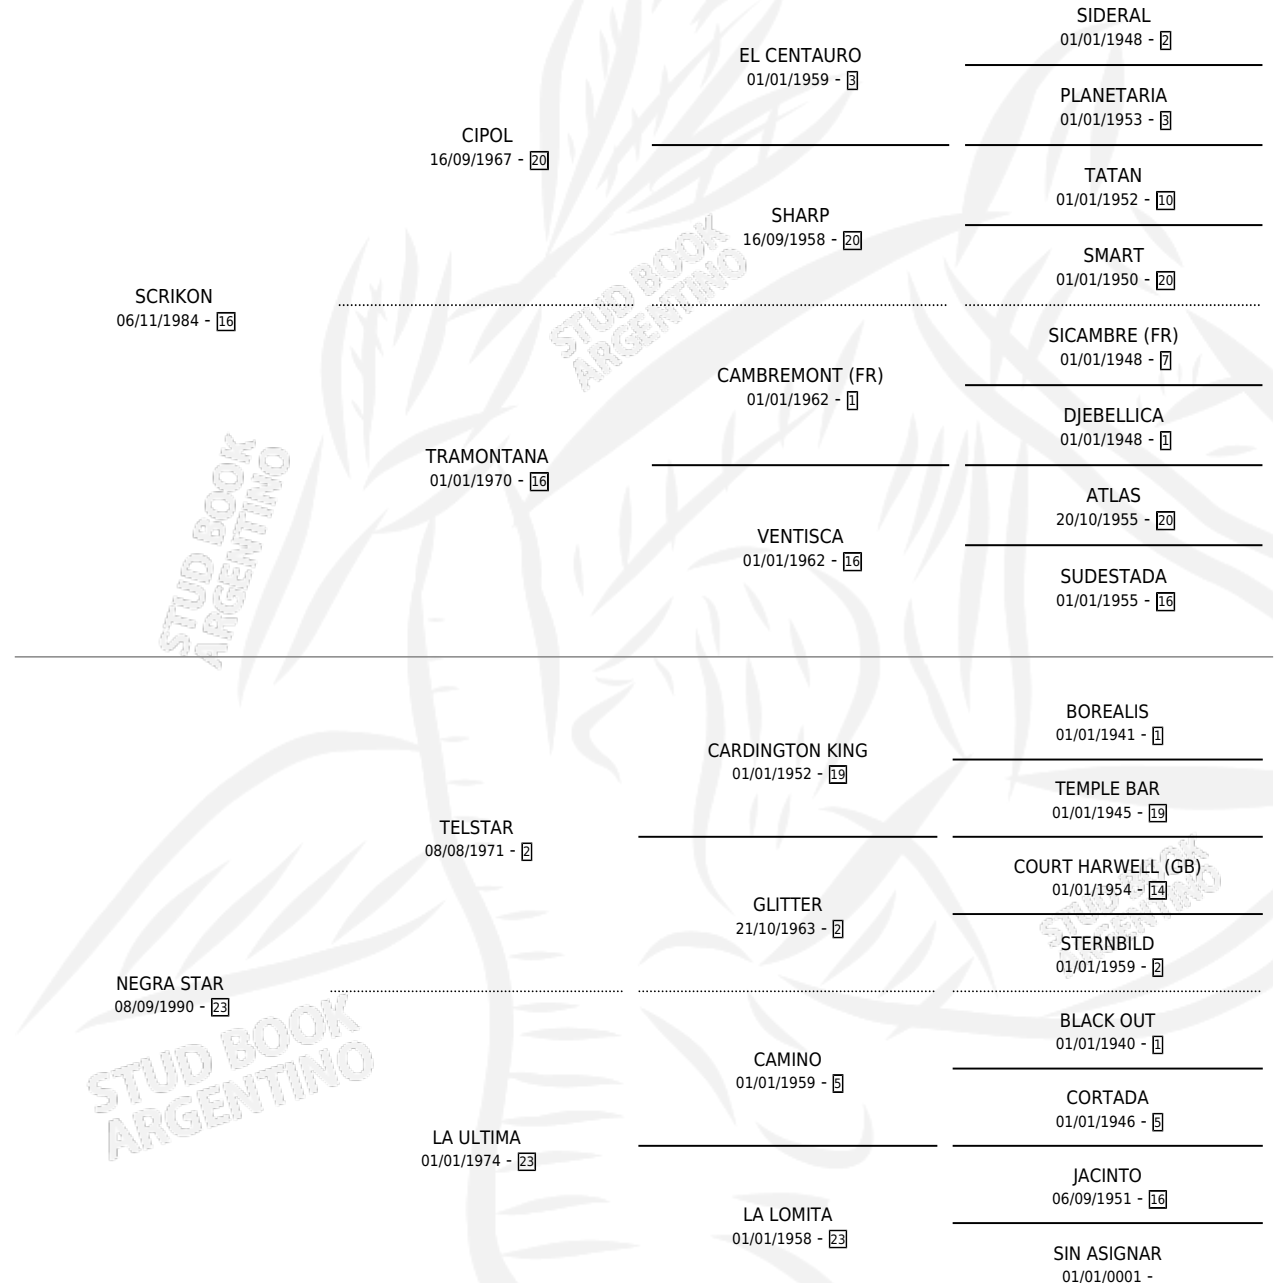 SIDERAL
01/01/1948 - 2
EL CENTAURO
01/01/1959 - 3
PLANETARIA
01/01/1953 - 3
CIPOL
16/09/1967 - 20
TATAN
01/01/1952 - 10
SHARP
16/09/1958 - 20
SMART
01/01/1950 - 20
SCRIKON
06/11/1984 - 16
SICAMBRE (FR)
01/01/1948 - 7
CAMBREMONT (FR)
01/01/1962 - 1
DJEBELLICA
01/01/1948 - 1
TRAMONTANA
01/01/1970 - 16
ATLAS
20/10/1955 - 20
VENTISCA
01/01/1962 - 16
SUDESTADA
01/01/1955 - 16
STUD BOOK
ARGENTINO
STUD BOOK
ARGENTINO
BOREALIS
01/01/1941 - 1
CARDINGTON KING
01/01/1952 - 19
TEMPLE BAR
01/01/1945 - 19
TELSTAR
08/08/1971 - 2
COURT HARWELL (GB)
01/01/1954 - 14
GLITTER
21/10/1963 - 2
STERNBILD
01/01/1959 - 2
STUD BOOK
ARGENTINO
NEGRA STAR
08/09/1990 - 23
BLACK OUT
01/01/1940 - 1
CAMINO
01/01/1959 - 5
CORTADA
01/01/1946 - 5
LA ULTIMA
01/01/1974 - 23
JACINTO
06/09/1951 - 16
LA LOMITA
01/01/1958 - 23
SIN ASIGNAR
01/01/0001 -
STUD BOOK
ARGENTINO